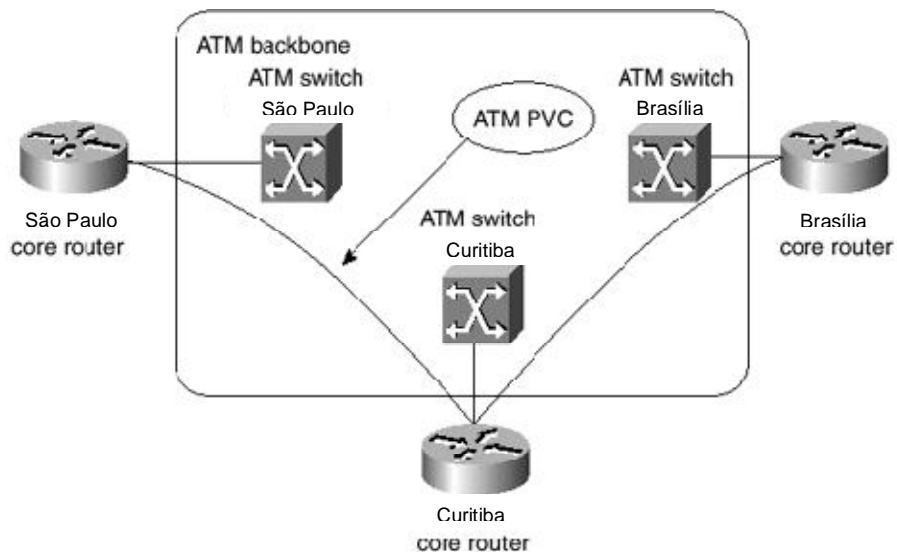 ATM backbone
ATM switch
São Paulo
ATM PVC
ATM switch
Brasília
São Paulo
core router
ATM switch
Curitiba
Brasília
core router
Curitiba
core router